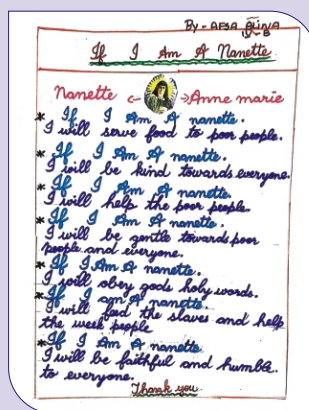 By - AFSA
If I Am A Nanette
Nanette Anne marie
* If I Am A nanette.
I will serve food to poor people.
* If I Am A nanette.
I will be kind towards everyone.
* If I Am A nanette.
I will help the poor people.
* If I Am A nanette.
I will be gentle towards poor
people and everyone.
* If I Am A nanette.
I will obey gods holy words.
* If I am A nanette
I will fed the slaves and help
the week people
* If I Am A nanette
I will be faithful and humble.
to everyone.
Thank you